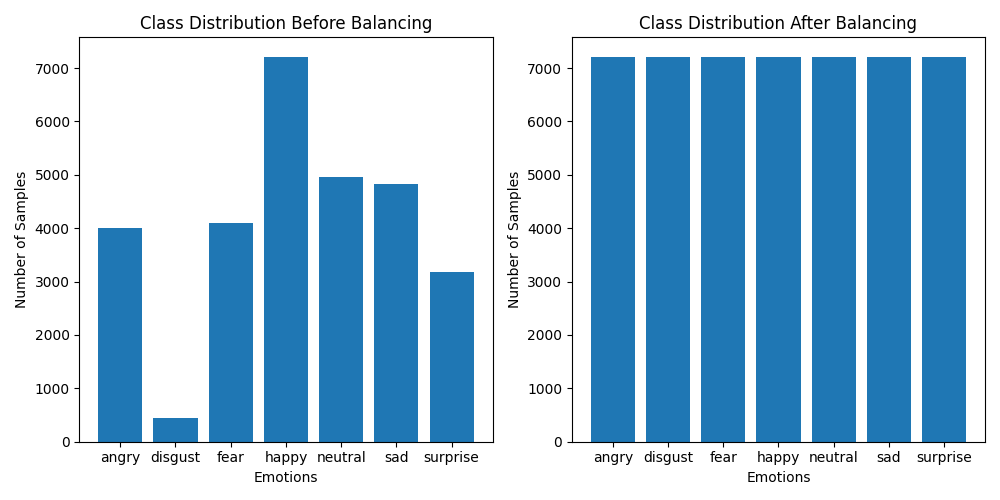 Class Distribution Before Balancing
7000
6000
5000
4000
3000
2000
1000
0
Number of Samples
angry disgust fear happy neutral sad surprise
Emotions
Class Distribution After Balancing
7000
6000
5000
4000
3000
2000
1000
0
Number of Samples
angry disgust fear happy neutral sad surprise
Emotions